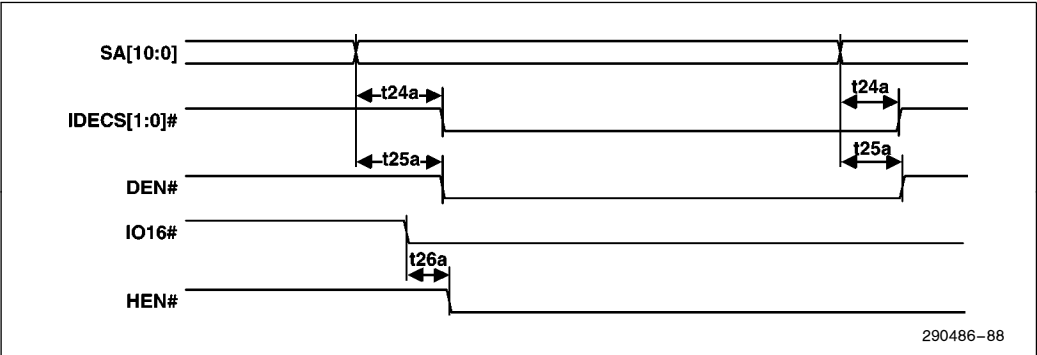 SA[10:0]
t24a
t24a
IDECS[1:0]#
t25a
t25a
DEN#
IO16#
t26a
HEN#
290486–88